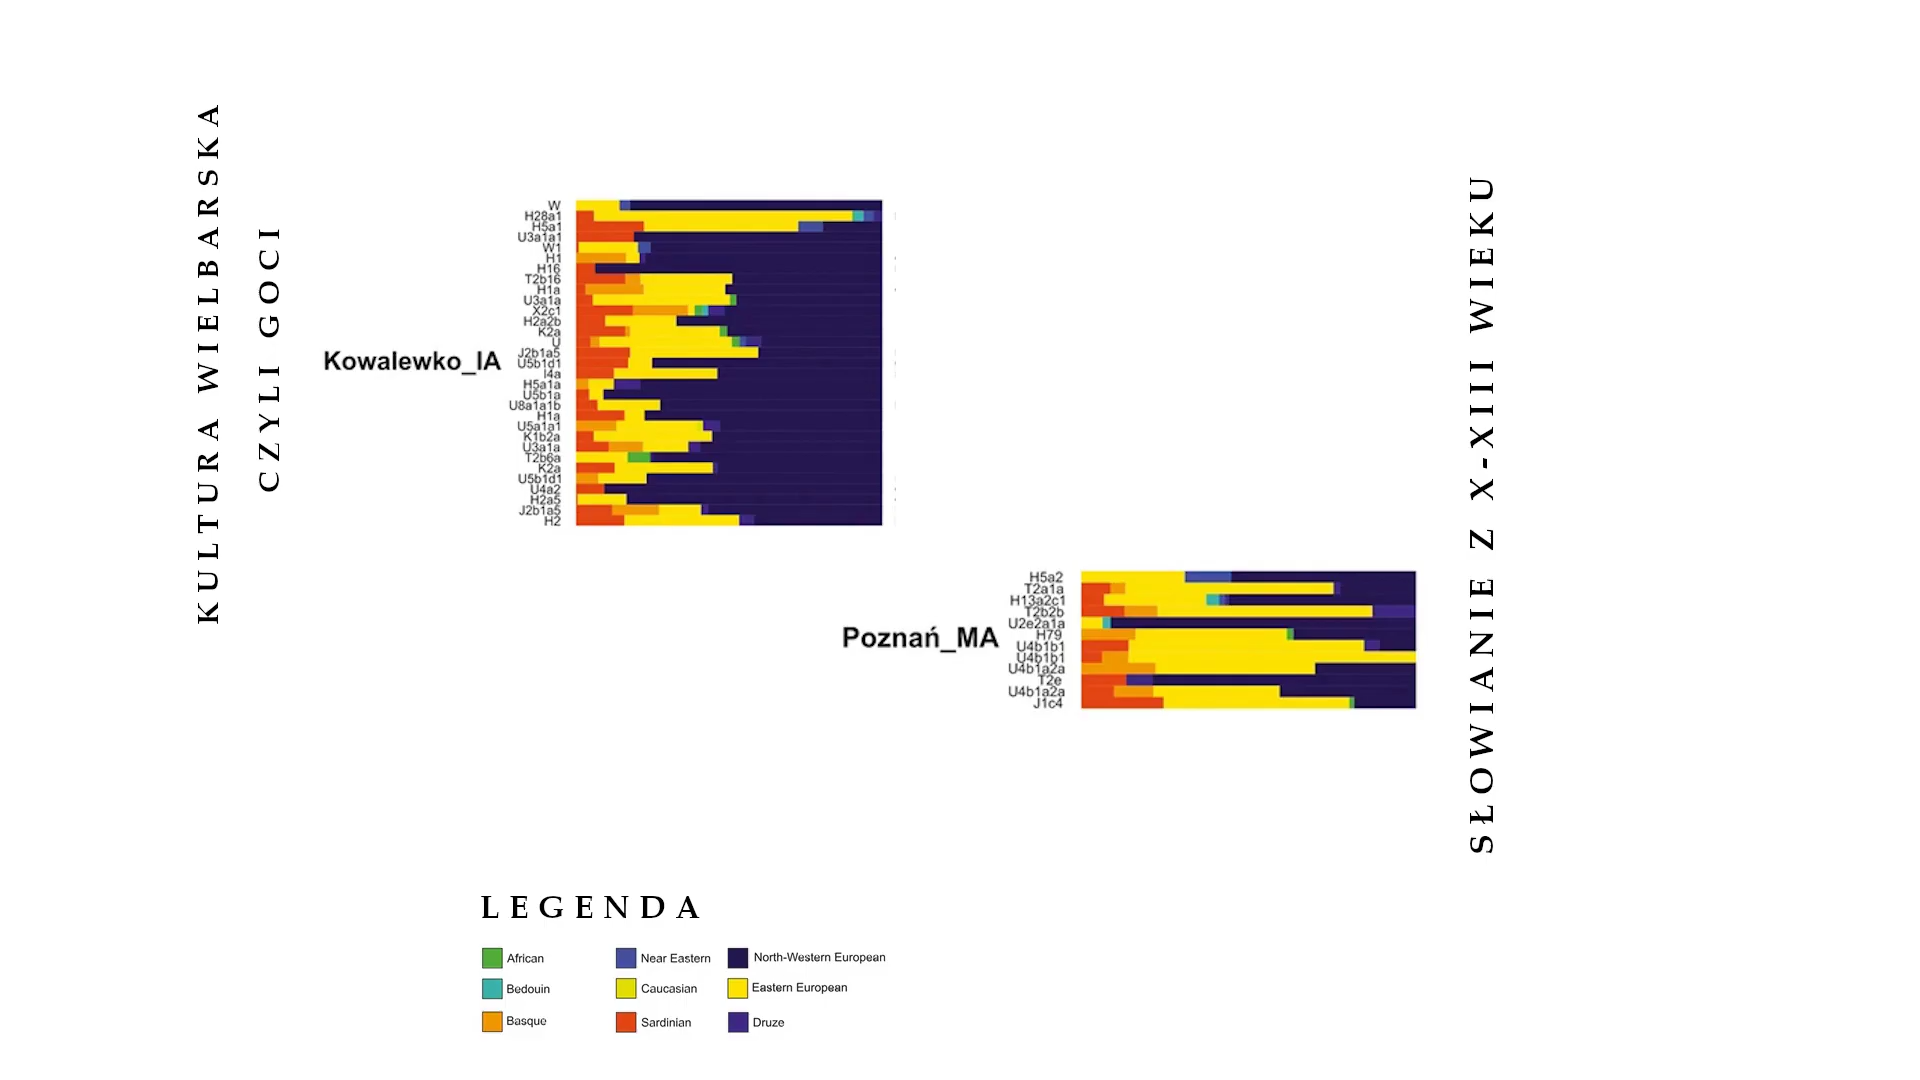 KULTURA WIELBARSKA
CZYLI GOCI
Kowalewko_IA
W
H28a1
H5a1
U3a1a1
W1
H1
H16
T2b16
H1a
U3a1a
X2c1
H2a2b
K2a
U
J2b1a5
U5b1d1
I4a
H5a1a
U5b1a
U8a1a1b
H1a
U5a1a1
K1b2a
U3a1a
T2b6a
K2a
U5b1d1
U4a2
H2a5
J2b1a5
H2
Poznań_MA
H5a2
T2a1a
H13a2c1
T2b2b
U2e2a1a
H79
U4b1b1
U4b1b1
U4b1a2a
T2e
U4b1a2a
J1c4
SŁOWIANIE Z X-XIII WIEKU
LEGENDA
African
Near Eastern
North-Western European
Bedouin
Caucasian
Eastern European
Basque
Sardinian
Druze